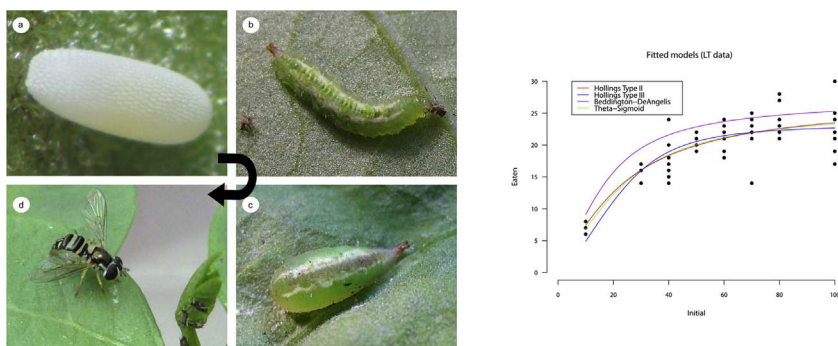 a
b
d
c
Fitted models (LT data)
Hollings Type II
Hollings Type III
Beddington−DeAngelis
Theta−Sigmoid
Eaten
30
25
20
15
10
5
0
0
20
40
60
80
100
Initial